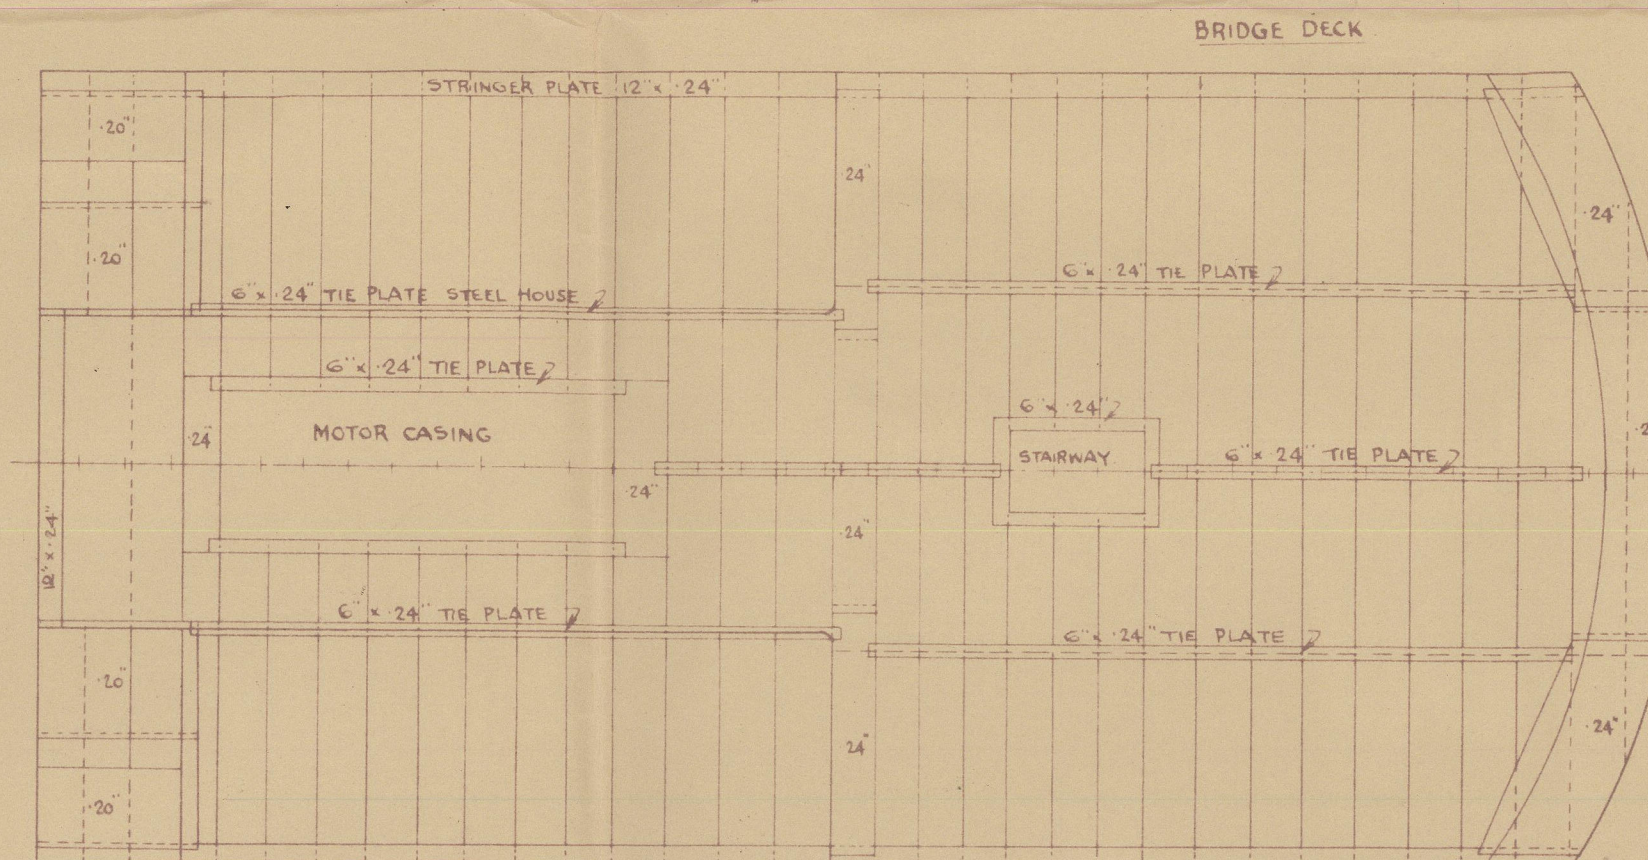 BRIDGE DECK
STRINGER PLATE 12" x .24"
.20"
24"
.24"
.20"
6" x .24" TIE PLATE
6" x .24" TIE PLATE STEEL HOUSE
6" x .24" TIE PLATE
6" x .24"
.24"
MOTOR CASING
STAIRWAY
6" x .24" TIE PLATE
.24"
.24"
12" x .24"
6" x .24" TIE PLATE
6" x .24" TIE PLATE
.20
.24"
24"
.20"